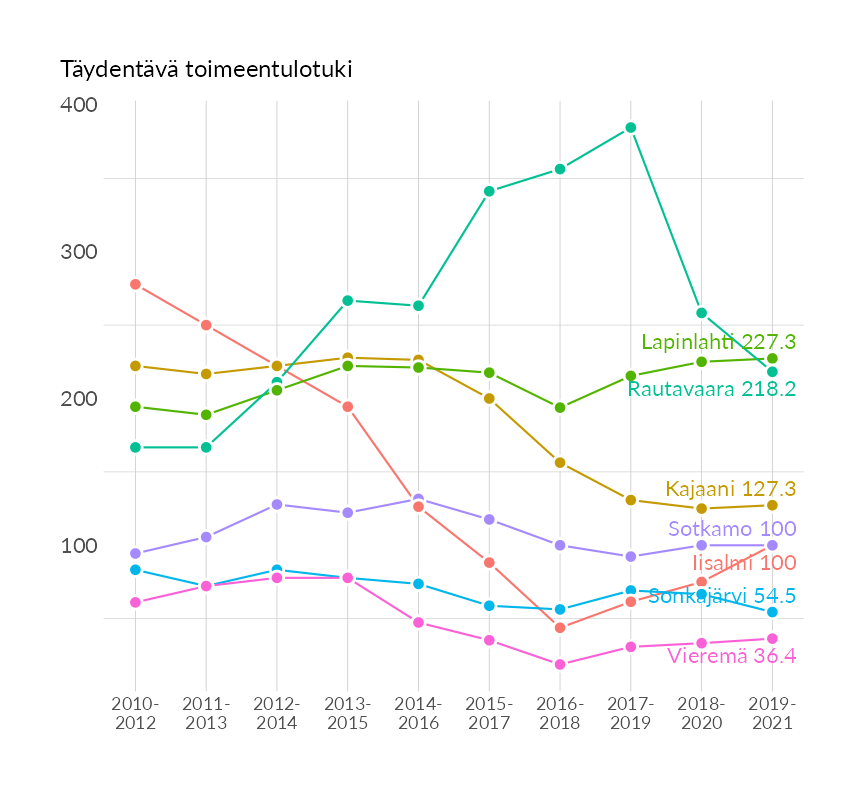 Täydentävä toimeentulotuki
400
300
200
100
Lapinlahti 227.3
Rautavaara 218.2
Kajaani 127.3
Sotkamo 100
Iisalmi 100
Sonkajärvi 54.5
Vieremä 36.4
2010- 2011- 2012- 2013- 2014- 2015- 2016- 2017- 2018- 2019-
2012 2013 2014 2015 2016 2017 2018 2019 2020 2021